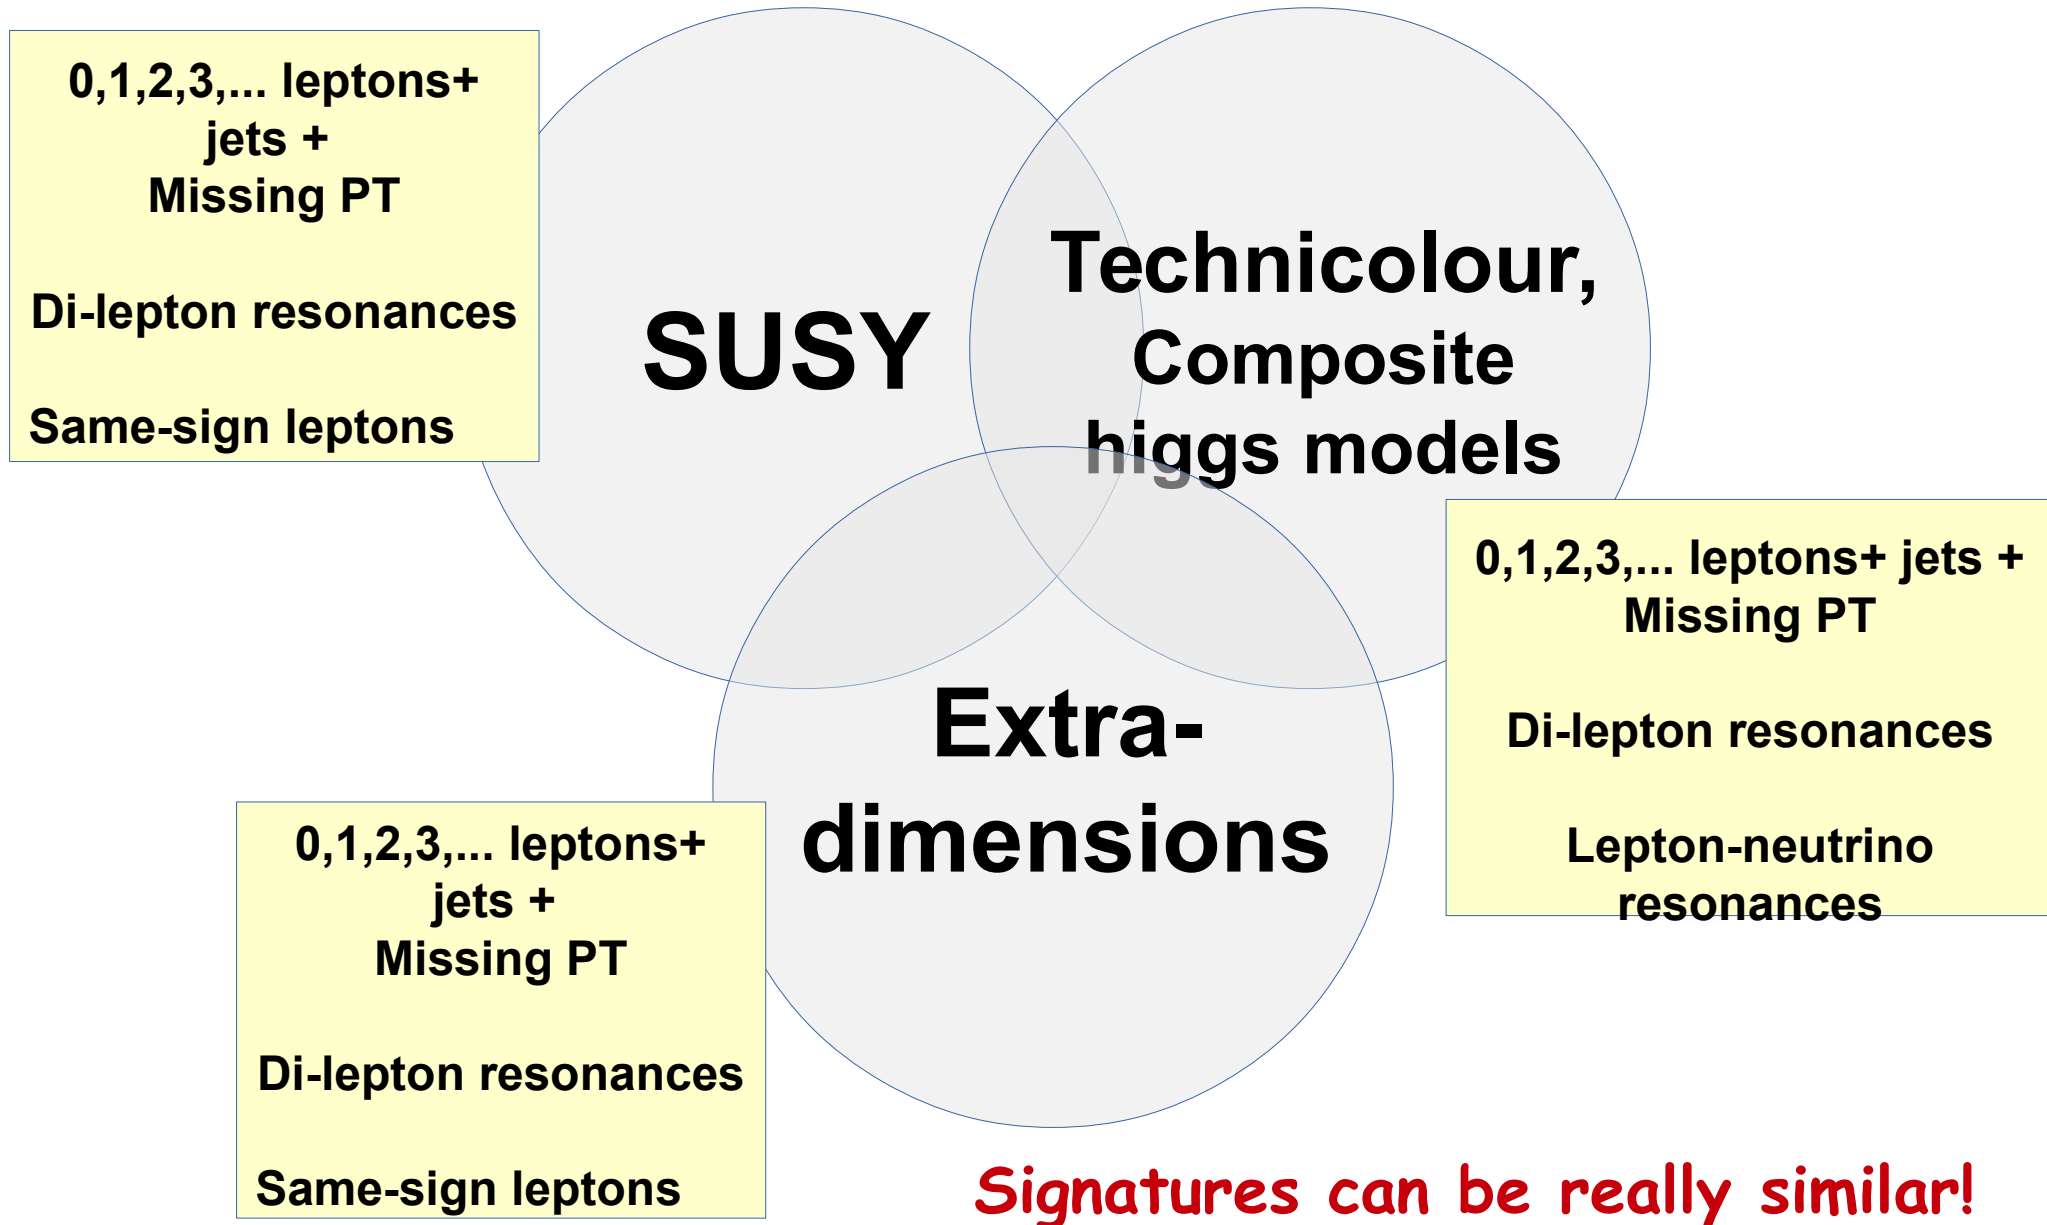 0,1,2,3,... leptons+
jets +
Missing PT
Di-lepton resonances
Same-sign leptons
SUSY
Technicolour,
Composite
higgs models
0,1,2,3,... leptons+ jets +
Missing PT
Di-lepton resonances
Lepton-neutrino
resonances
Extra-
dimensions
0,1,2,3,... leptons+
jets +
Missing PT
Di-lepton resonances
Same-sign leptons
Signatures can be really similar!